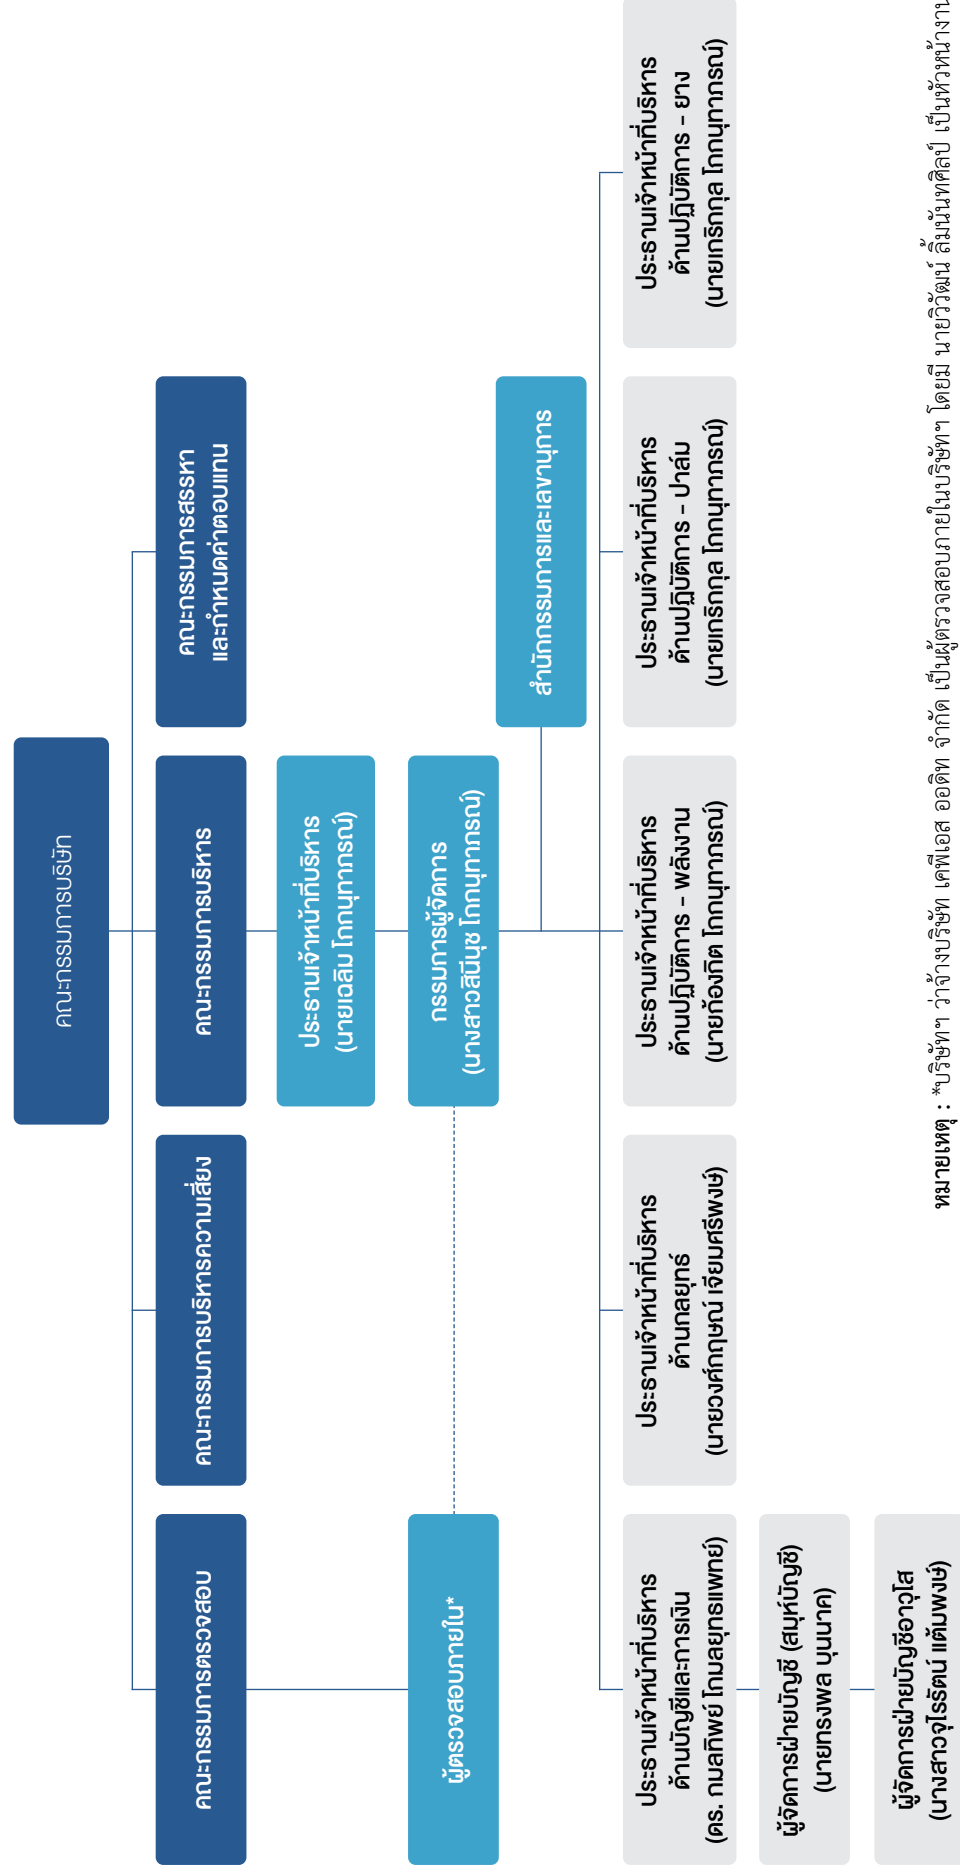 คณะกรรมการบริษัท
คณะกรรมการตรวจสอบ
คณะกรรมการบริหารความเสี่ยง
คณะกรรมการบริหาร
คณะกรรมการสรรหา
และกำหนดค่าตอบแทน
ประธานเจ้าหน้าที่บริหาร
(นายเฉลิม โกกนุทาภรณ์)
ผู้ตรวจสอบภายใน*
กรรมการผู้จัดการ
(นางสาวสินีนุช โกกนุทาภรณ์)
สำนักกรรมการและเลขานุการ
ประธานเจ้าหน้าที่บริหาร
ด้านบัญชีและการเงิน
(ดร. กมลทิพย์ โกมลยุทธแพทย์)
ประธานเจ้าหน้าที่บริหาร
ด้านกลยุทธ์
(นายวงศ์กฤษณ์ เจียมศรีพงษ์)
ประธานเจ้าหน้าที่บริหาร
ด้านปฏิบัติการ – พลังงาน
(นายก้องกิต โกกนุทาภรณ์)
ประธานเจ้าหน้าที่บริหาร
ด้านปฏิบัติการ – ปาล์ม
(นายเกริกกุล โกกนุทาภรณ์)
ประธานเจ้าหน้าที่บริหาร
ด้านปฏิบัติการ – ยาง
(นายเกริกกุล โกกนุทาภรณ์)
ผู้จัดการฝ่ายบัญชี (สมุห์บัญชี)
(นายทรงพล บุนนาค)
ผู้จัดการฝ่ายบัญชีอาวุโส
(นางสาวจุไรรัตน์ แต้มพงษ์)
หมายเหตุ : *บริษัทฯ ว่าจ้างบริษัท เคพีเอส ออดิท จำกัด เป็นผู้ตรวจสอบภายในบริษัทฯ โดยมี นายวิวัฒน์ ลิ้มนันทศิลป์ เป็นหัวหน้างาน